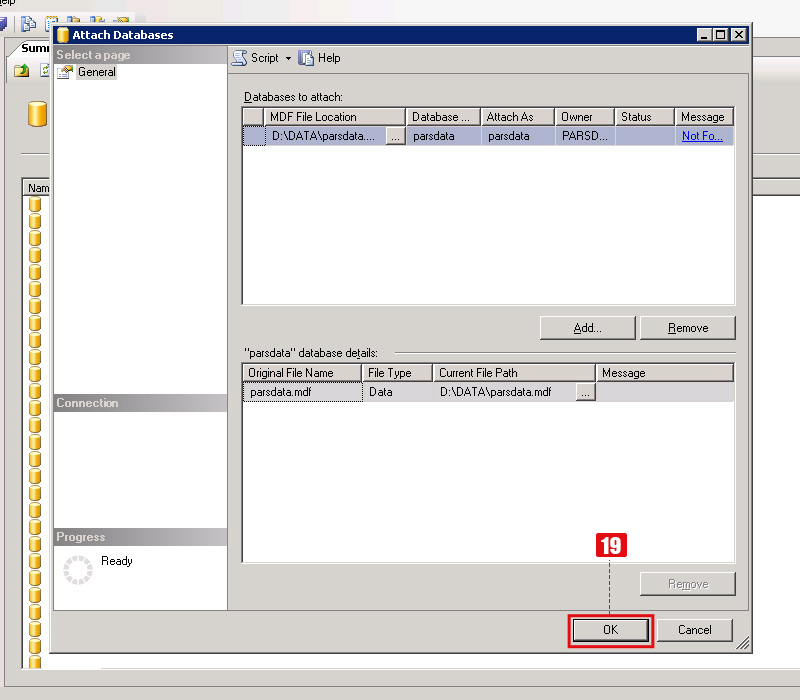 elp
Attach Databases
Summ
Select a page
General
Script
Help
Databases to attach:
MDF File Location
Database ...
Attach As
Owner
Status
Message
D:\DATA\parsdata....
...
parsdata
parsdata
PARSD...
Not Fo...
Nam
Add...
Remove
"parsdata" database details:
Original File Name
File Type
Current File Path
Message
parsdata.mdf
Data
D:\DATA\parsdata.mdf
...
Connection
Progress
Ready
19
Remove
OK
Cancel